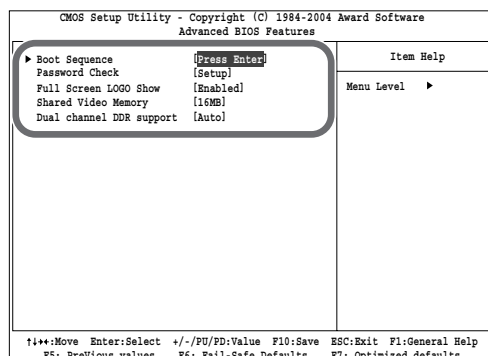 CMOS Setup Utility - Copyright (C) 1984-2004 Award Software
Advanced BIOS Features
▶ Boot Sequence [Press Enter]
Password Check [Setup]
Full Screen LOGO Show [Enabled]
Shared Video Memory [16MB]
Dual channel DDR support [Auto]
Item Help
Menu Level ▶
↑↓→←:Move Enter:Select +/-/PU/PD:Value F10:Save ESC:Exit F1:General Help
F5: PreVious values F6: Fail-Safe Defaults F7: Optimized defaults